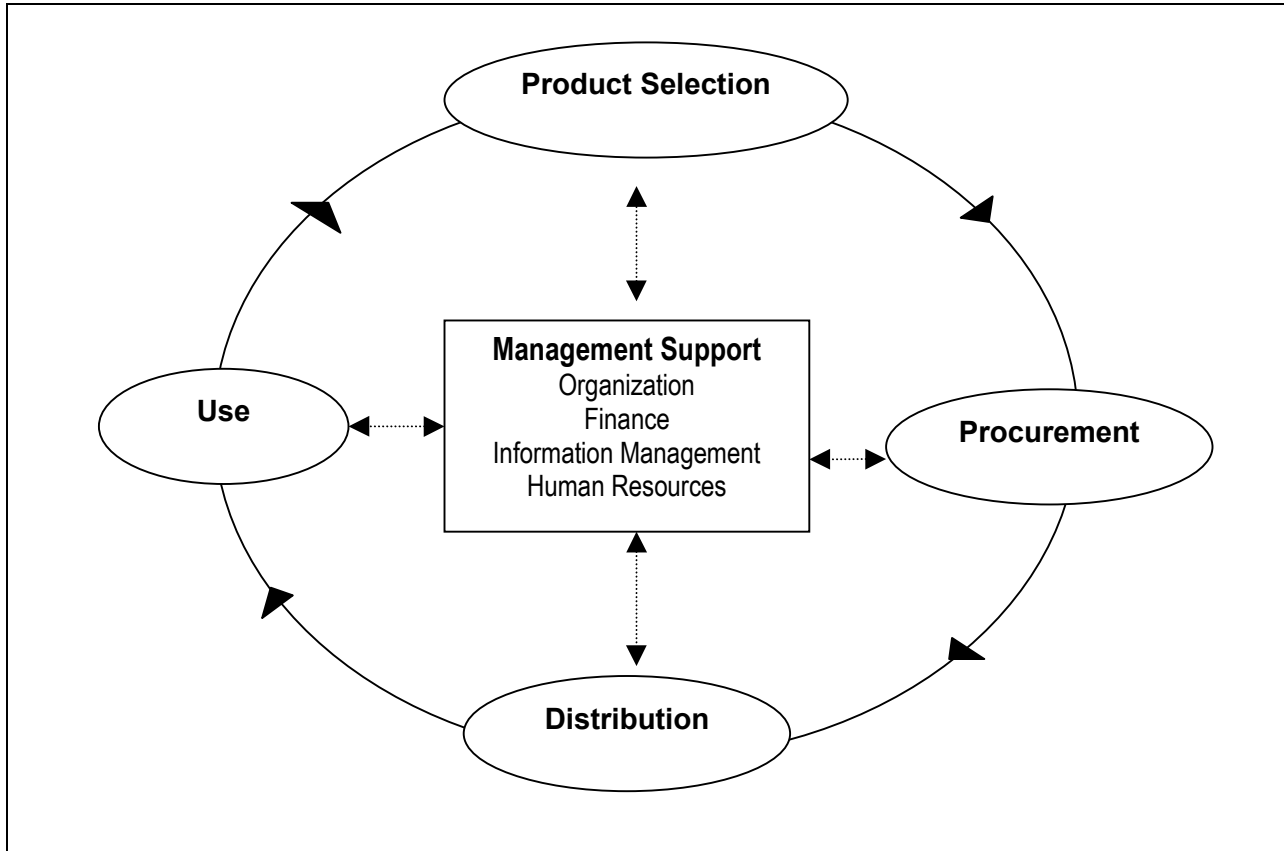 Product Selection
Management Support
Organization
Finance
Information Management
Human Resources
Use
Procurement
Distribution